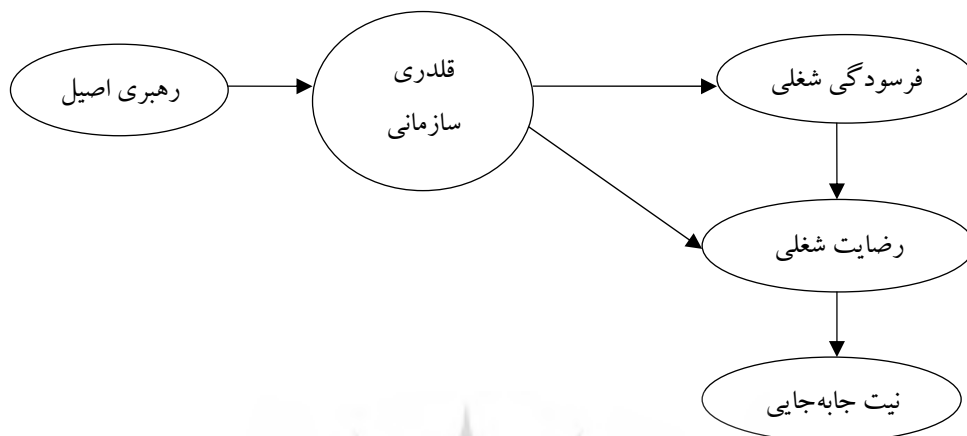 رهبری اصیل
قلدری
سازمانی
فرسودگی شغلی
رضایت شغلی
نیت جابه‌جایی